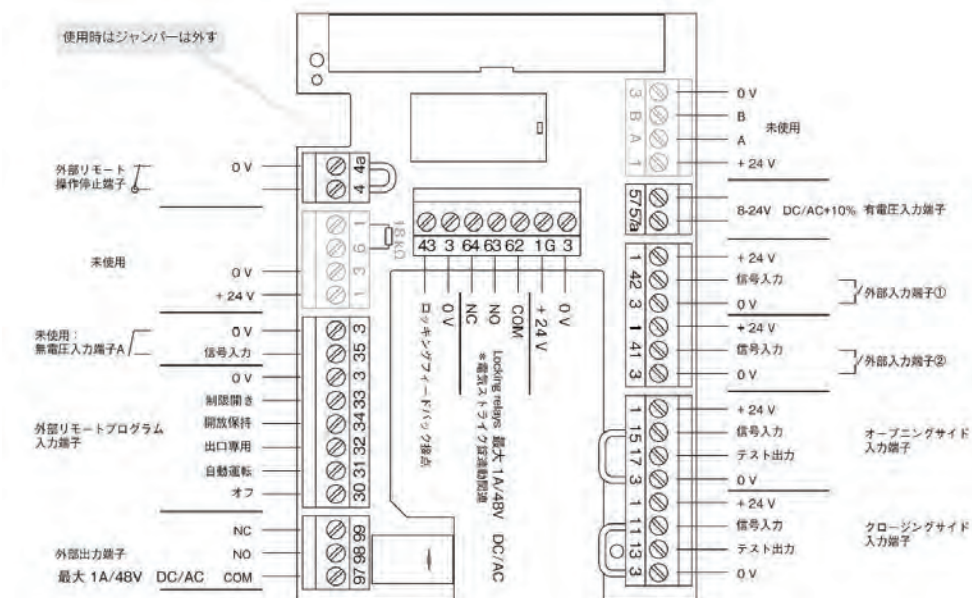 使用時はジャンパーは外す
外部リモート
操作停止端子
0 V
4a
4
未使用
0 V
+ 24 V
1
6
3
1
18 kΩ
未使用：
無電圧入力端子A
0 V
信号入力
3
35
外部リモートプログラム
入力端子
0 V
制限開き
開放保持
出口専用
自動運転
オフ
3
33
34
32
31
30
外部出力端子
最大 1A/48V DC/AC
NC
NO
COM
99
98
97
43 3 64 63 62 1 G 3
ロッキングフィードバック接点
0 V
NC
NO
COM
+ 24 V
0 V
Locking relays 最大 1A/48V DC/AC
＊電気ストライク錠連動関連
3
B
A
1
0 V
B
A
+ 24 V
未使用
57
57a
8-24V DC/AC+10% 有電圧入力端子
1
42
3
+ 24 V
信号入力
0 V
外部入力端子①
1
41
3
+ 24 V
信号入力
0 V
外部入力端子②
1
15
17
3
+ 24 V
信号入力
テスト出力
0 V
オープニングサイド
入力端子
1
11
13
3
+ 24 V
信号入力
テスト出力
0 V
クロージングサイド
入力端子